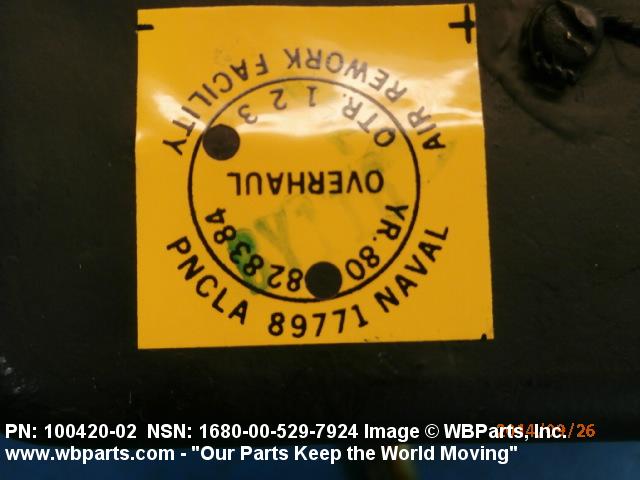 NAVAL AIR REWORK FACILITY
PNCLA 89771
YR. 80 82 83 84
OVERHAUL
QTR. 1 2 3
PN: 100420-02 NSN: 1680-00-529-7924 Image © WBParts, Inc.
www.wbparts.com - "Our Parts Keep the World Moving"